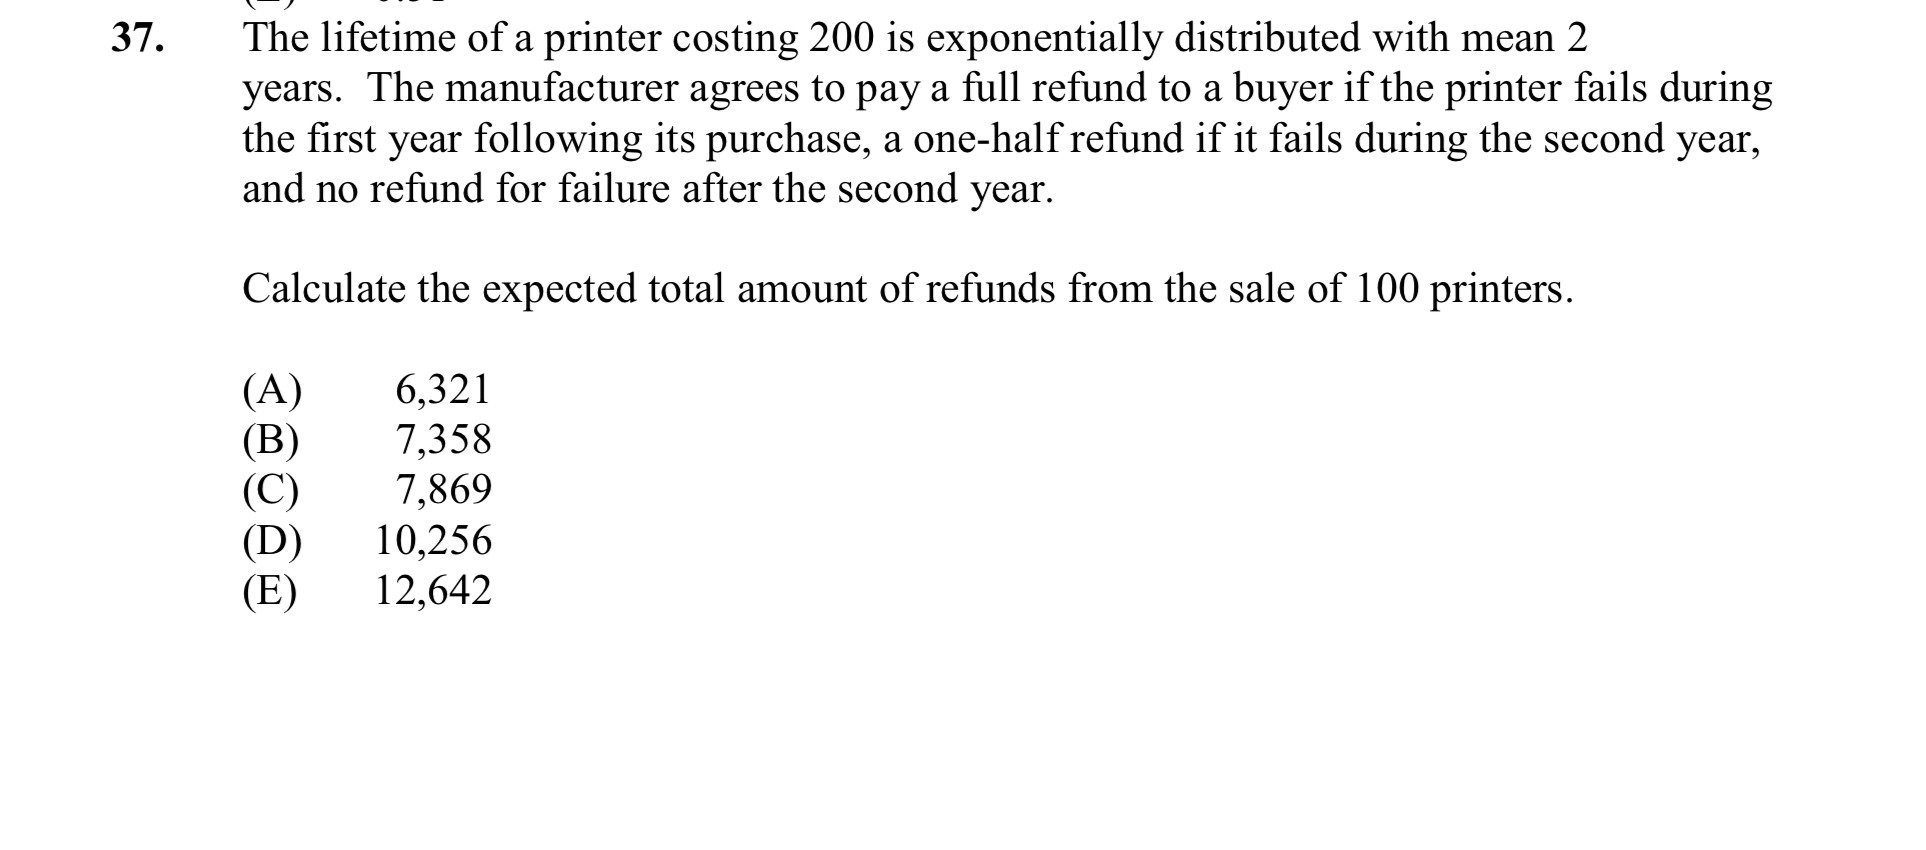 37. The lifetime of a printer costing 200 is exponentially distributed with mean 2
years. The manufacturer agrees to pay a full refund to a buyer if the printer fails during
the first year following its purchase, a one-half refund if it fails during the second year,
and no refund for failure after the second year.
Calculate the expected total amount of refunds from the sale of 100 printers.
(A) 6,321
(B) 7,358
(C) 7,869
(D) 10,256
(E) 12,642